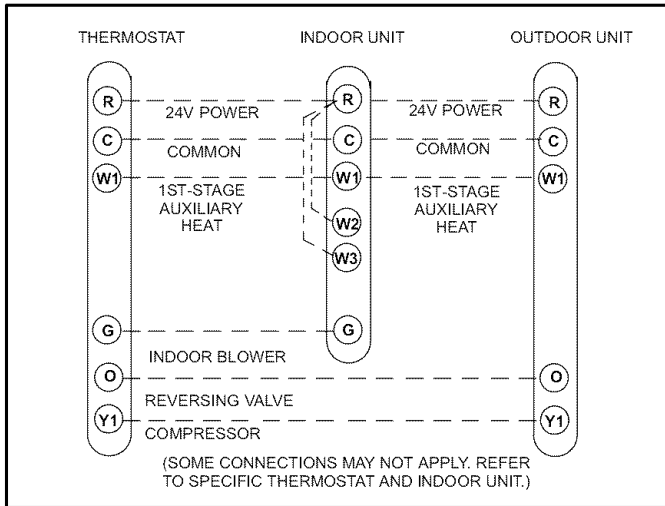 THERMOSTAT INDOOR UNIT OUTDOOR UNIT
R R R
24V POWER 24V POWER
C C C
COMMON COMMON
W1 W1 W1
1ST-STAGE 1ST-STAGE
AUXILIARY AUXILIARY
HEAT HEAT
W2
W3
G G
INDOOR BLOWER
O O
REVERSING VALVE
Y1 Y1
COMPRESSOR
(SOME CONNECTIONS MAY NOT APPLY. REFER
TO SPECIFIC THERMOSTAT AND INDOOR UNIT.)